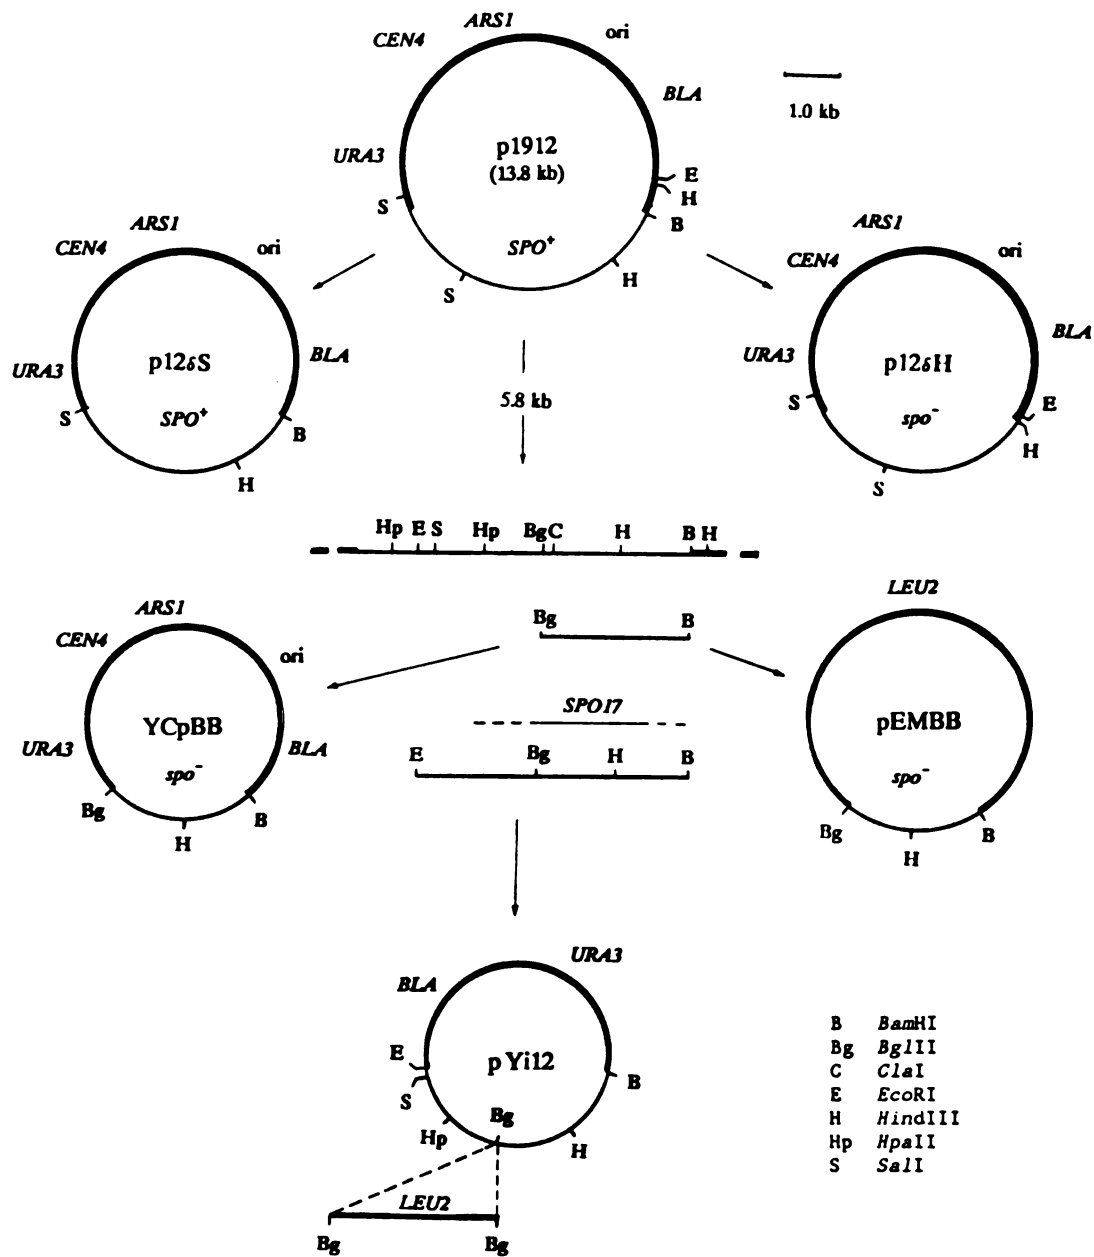 ARS1
CEN4
ori
BLA
1.0 kb
p1912
(13.8 kb)
URA3
E
H
S
B
SPO⁺
H
S
ARS1
CEN4
ori
BLA
URA3
p12δS
S
SPO⁺
B
H
5.8 kb
ARS1
CEN4
ori
BLA
URA3
p12δH
S
E
spo⁻
H
S
Hp E S Hp Bg C H B H
Bg B
ARS1
CEN4
ori
YCpBB
URA3
BLA
spo⁻
Bg
B
H
SPO17
E Bg H B
LEU2
pEMBB
spo⁻
Bg
B
H
URA3
BLA
E
pYi12
B
S
Bg
Hp
H
LEU2
Bg Bg
B BamHI
Bg BglII
C ClaI
E EcoRI
H HindIII
Hp HpaII
S SalI